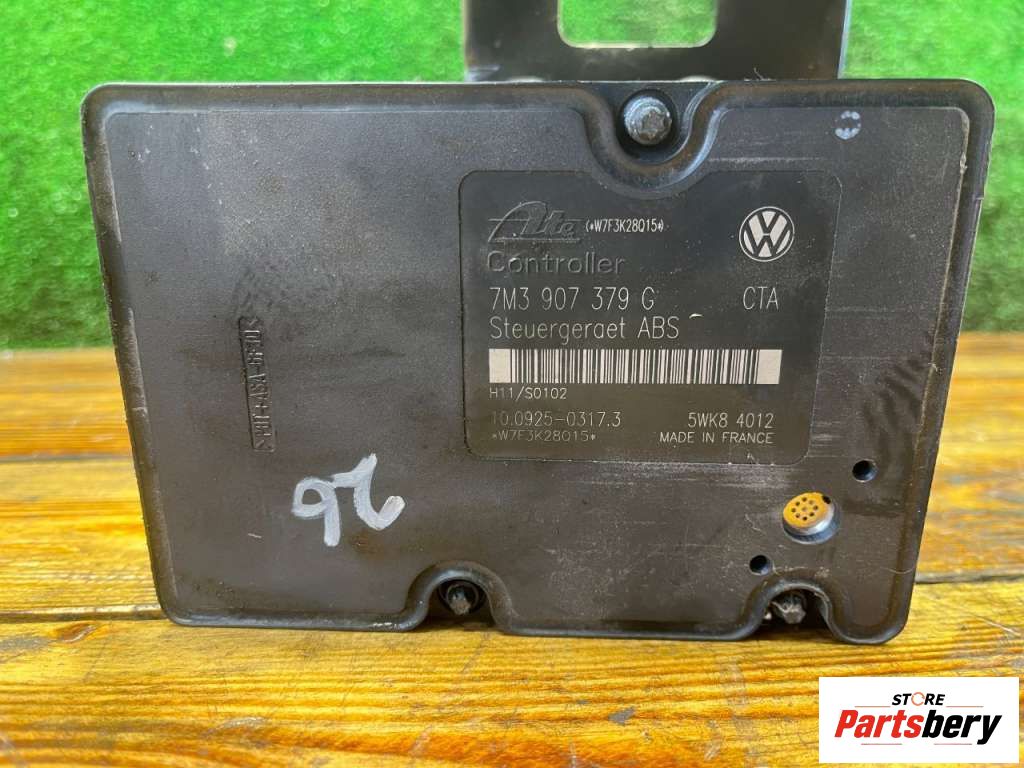 Ate (*W7F3K28Q15*)
Controller
7M3 907 379 G CTA
Steuergeraet ABS
H11/S0102
10.0925-0317.3 5WK8 4012
*W7F3K28Q15* MADE IN FRANCE
26
STORE
Partsbery